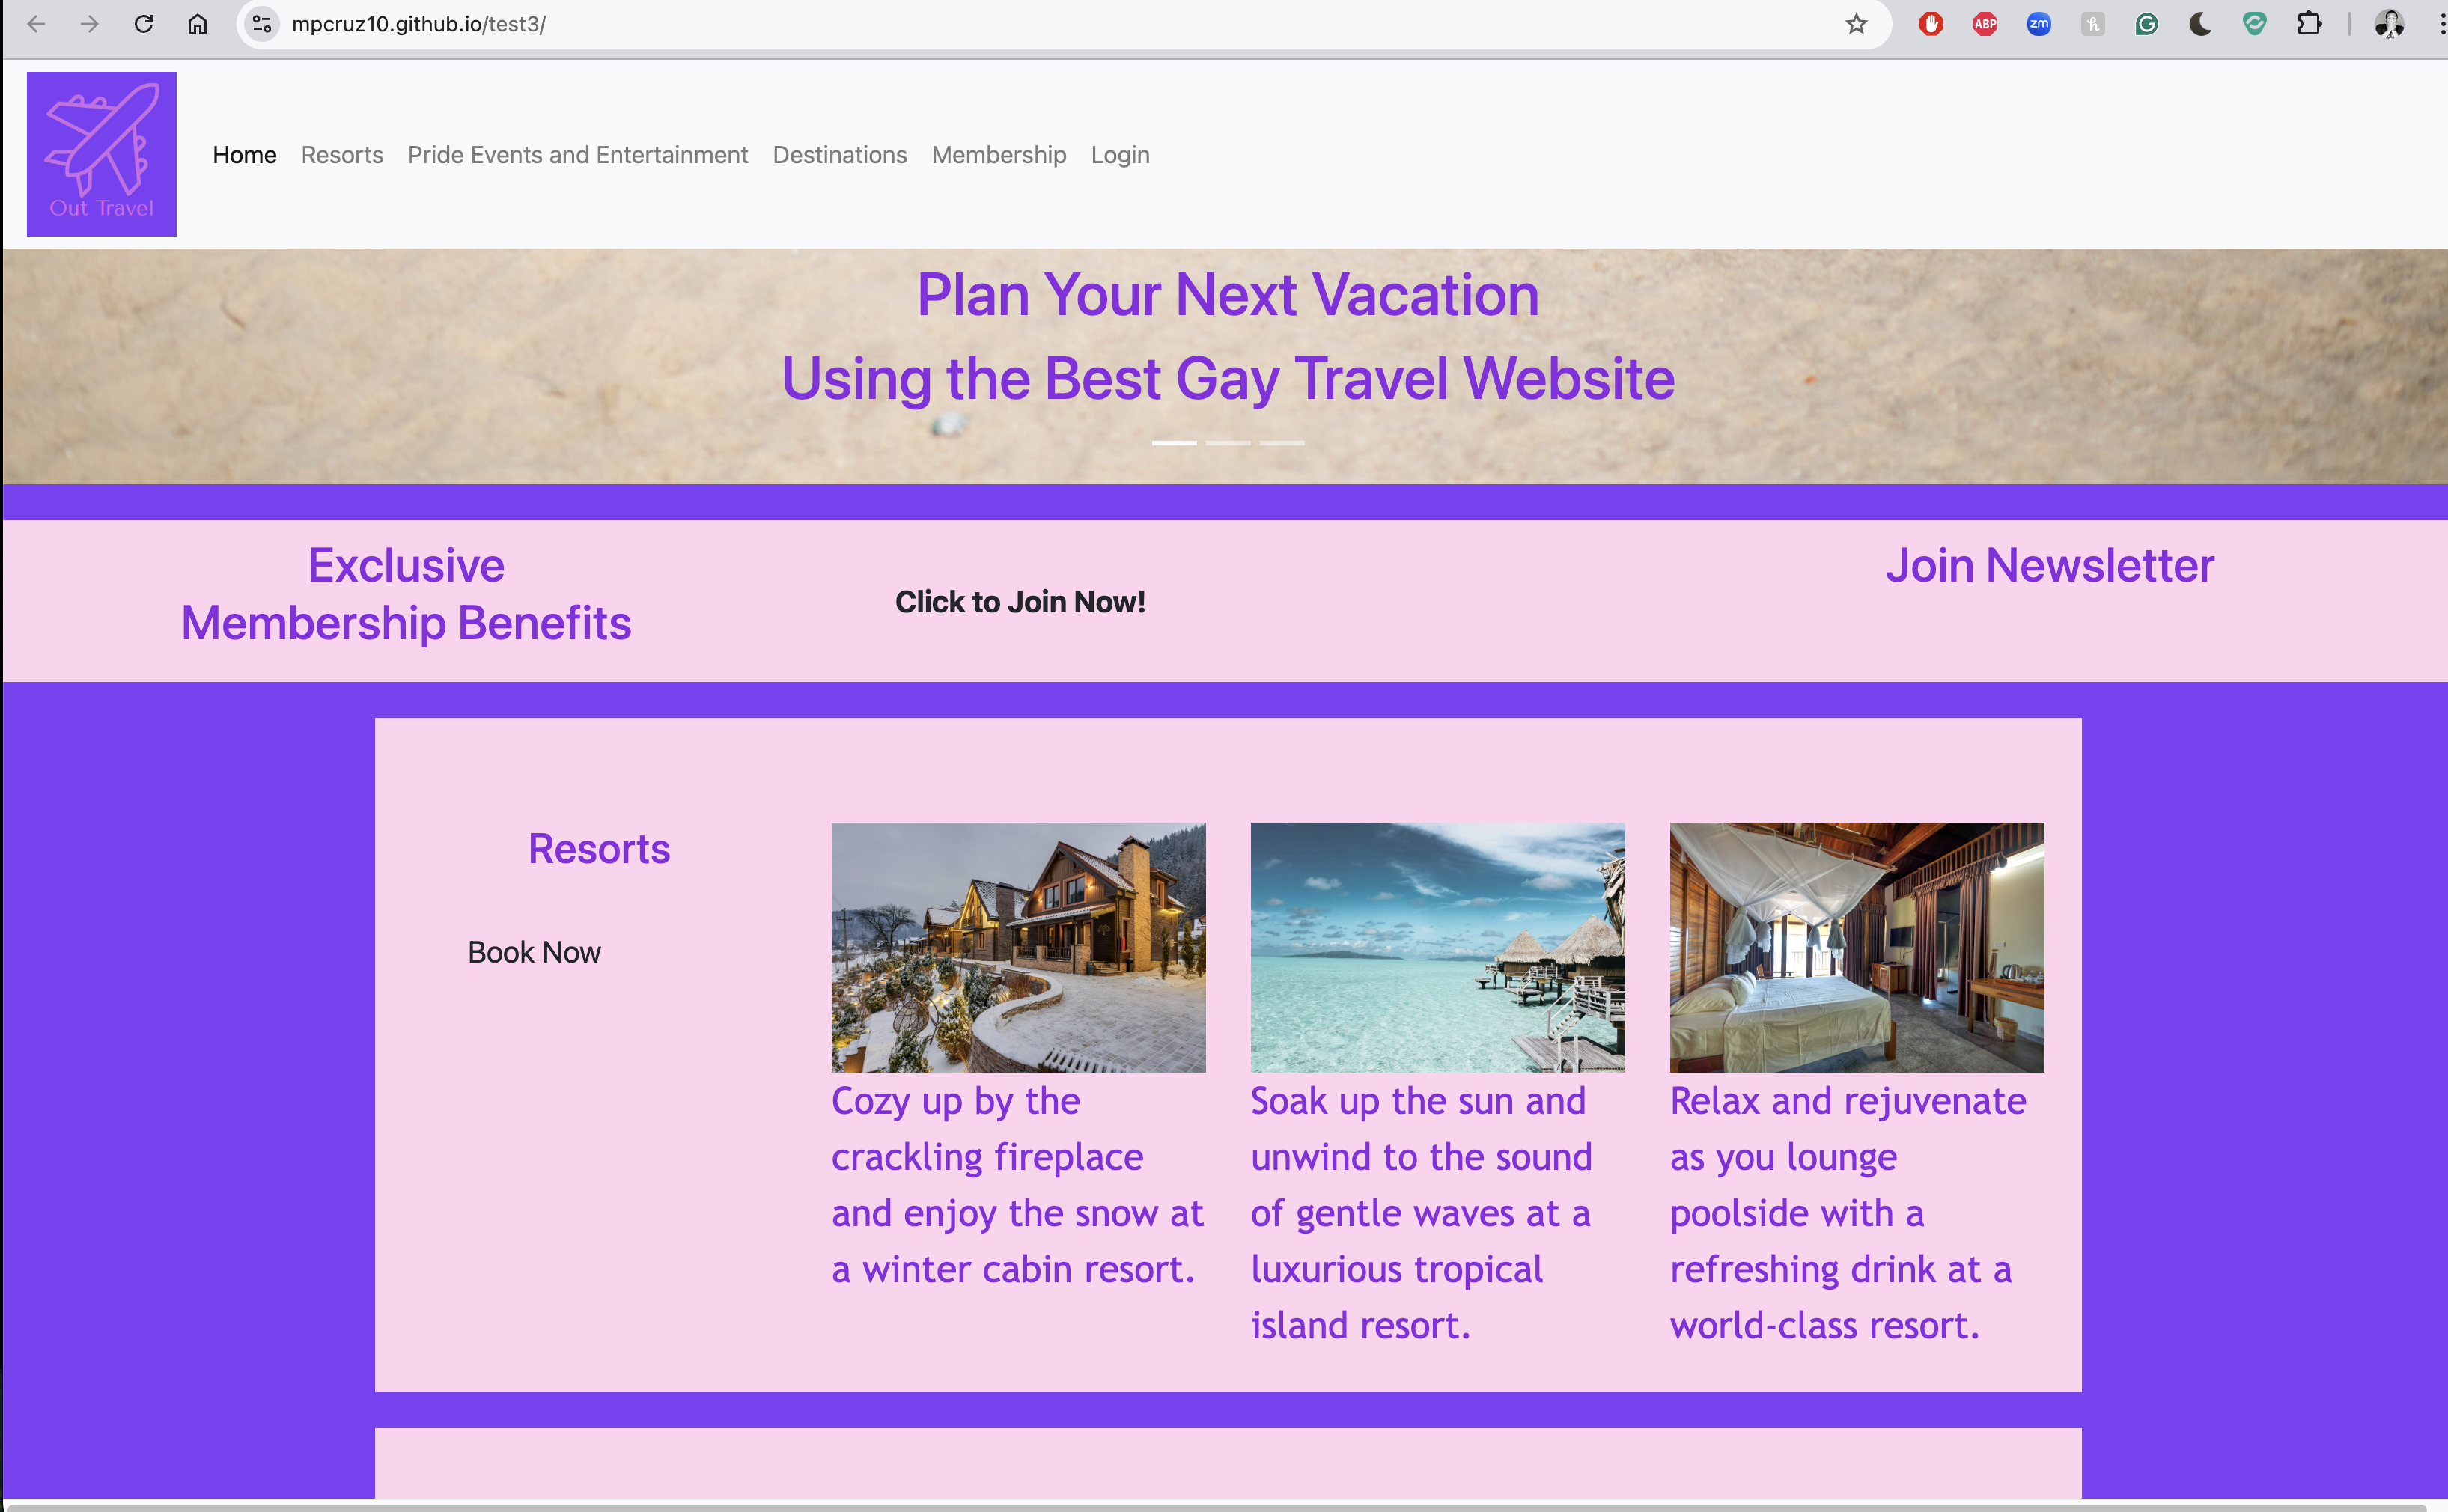 mpcruz10.github.io/test3/
ABP
zm
Out Travel
Home Resorts Pride Events and Entertainment Destinations Membership Login
Plan Your Next Vacation
Using the Best Gay Travel Website
Exclusive
Membership Benefits
Click to Join Now!
Join Newsletter
Resorts
Book Now
Cozy up by the
crackling fireplace
and enjoy the snow at
a winter cabin resort.
Soak up the sun and
unwind to the sound
of gentle waves at a
luxurious tropical
island resort.
Relax and rejuvenate
as you lounge
poolside with a
refreshing drink at a
world-class resort.